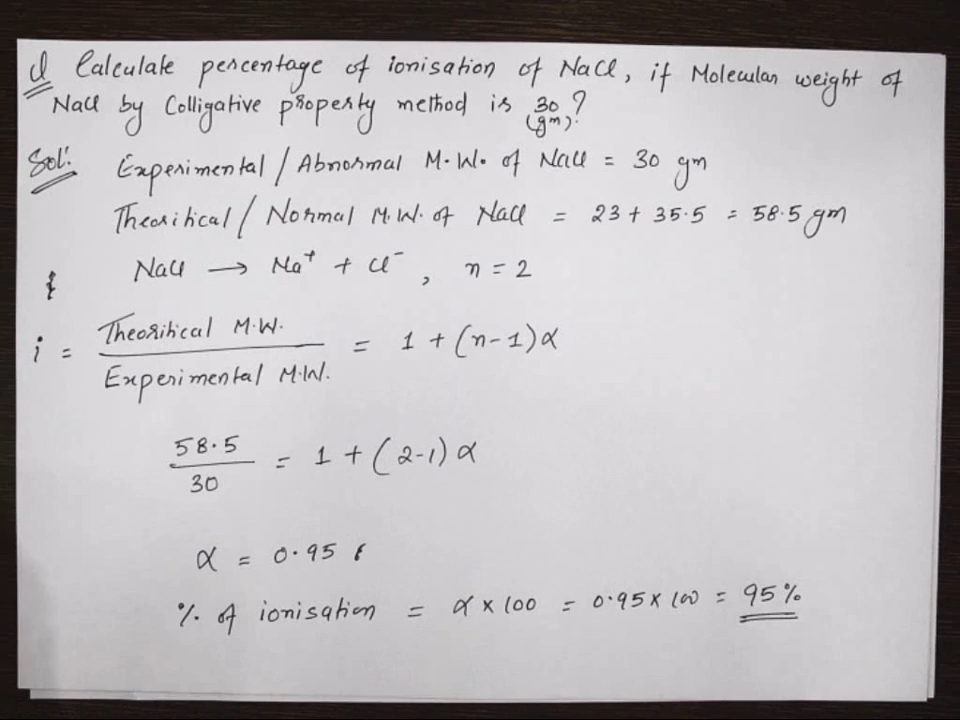 Q Calculate percentage of ionisation of NaCl, if Molecular weight of
NaCl by Colligative property method is 30 (gm)?
Sol: Experimental / Abnormal M.W. of NaCl = 30 gm
Theoritical / Normal M.W. of NaCl = 23 + 35.5 = 58.5 gm
NaCl → Na⁺ + Cl⁻, n = 2
i = Theoritical M.W. / Experimental M.W. = 1 + (n-1)α
58.5 / 30 = 1 + (2-1) α
α = 0.95
% of ionisation = α x 100 = 0.95 x 100 = 95%